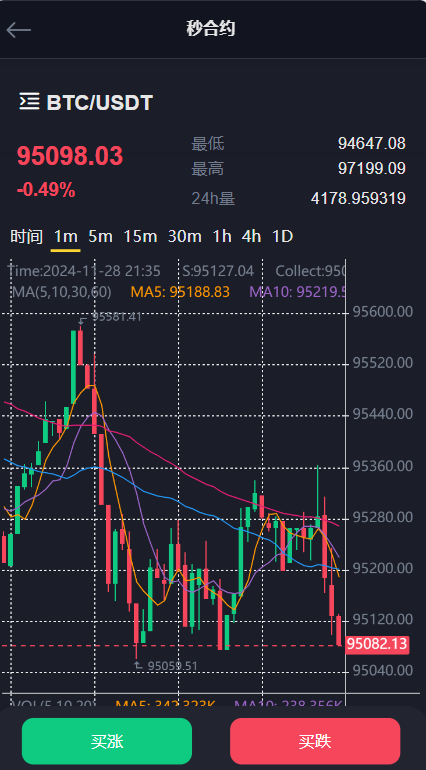 秒合约
BTC/USDT
95098.03
-0.49%
最低 94647.08
最高 97199.09
24h量 4178.959319
时间 1m 5m 15m 30m 1h 4h 1D
Time:2024-11-28 21:35 S:95127.04 Collect:950
MA(5,10,30,60) MA5: 95188.83 MA10: 95219.5
95600.00
95581.41
95520.00
95440.00
95360.00
95280.00
95200.00
95120.00
95082.13
95059.51
95040.00
VOL(5,10,20) MA5: 342.323K MA10: 238.356K
买涨 买跌